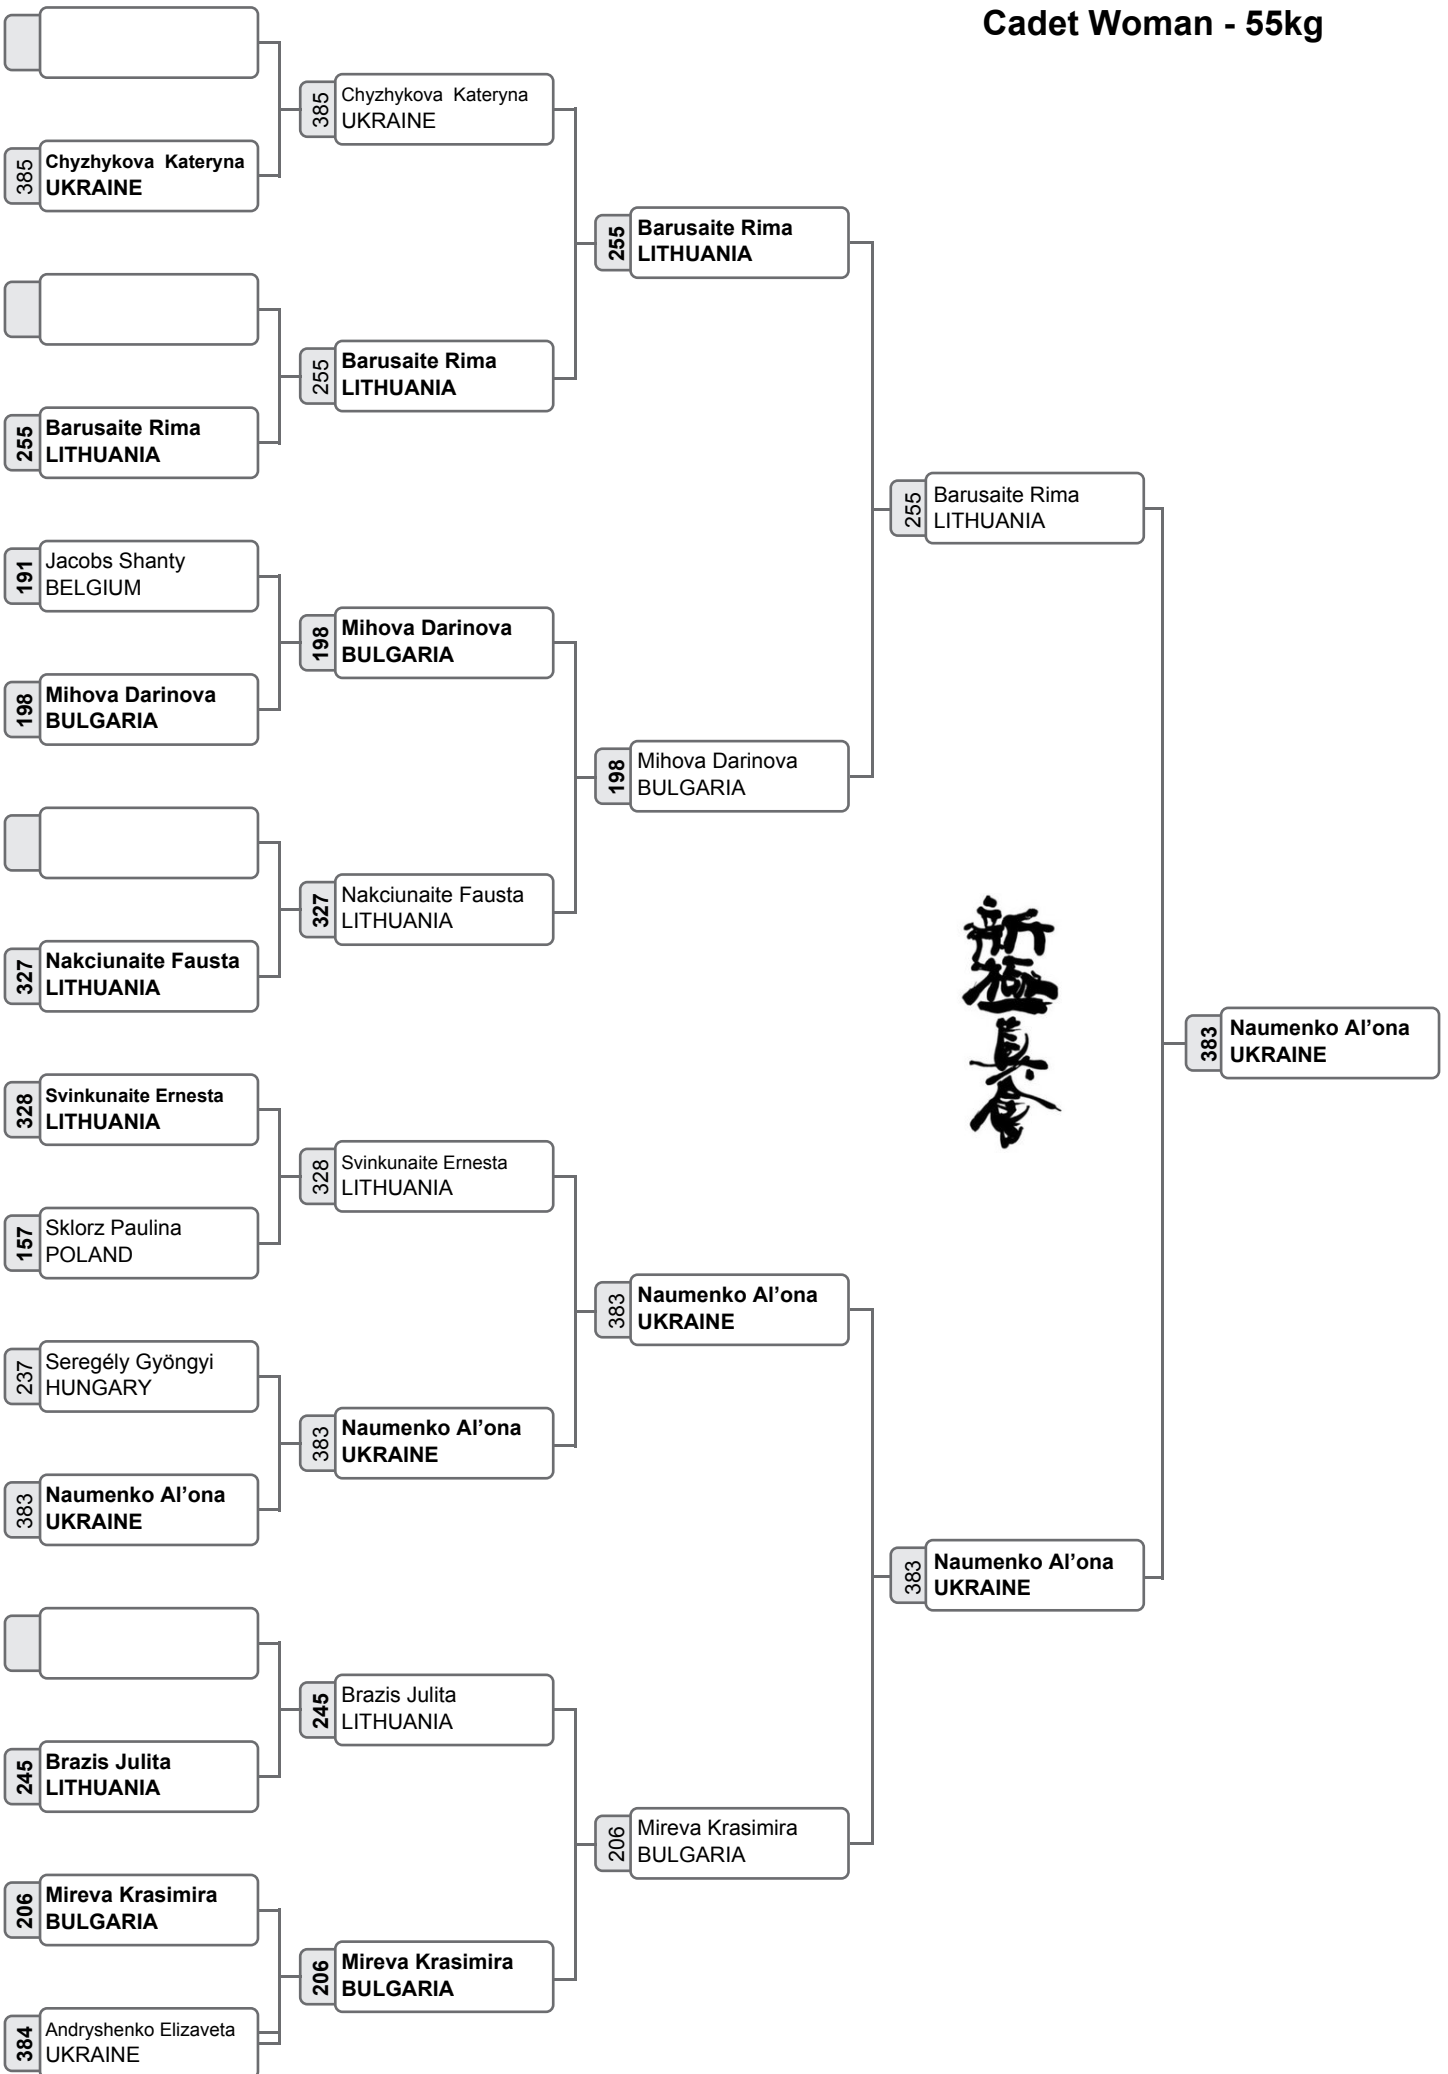 Cadet Woman - 55kg
385
Chyzhykova Kateryna
UKRAINE
255
Barusaite Rima
LITHUANIA
191
Jacobs Shanty
BELGIUM
198
Mihova Darinova
BULGARIA
327
Nakciunaite Fausta
LITHUANIA
328
Svinkunaite Ernesta
LITHUANIA
157
Sklorz Paulina
POLAND
237
Seregély Gyöngyi
HUNGARY
383
Naumenko Al’ona
UKRAINE
245
Brazis Julita
LITHUANIA
206
Mireva Krasimira
BULGARIA
384
Andryshenko Elizaveta
UKRAINE
385
Chyzhykova Kateryna
UKRAINE
255
Barusaite Rima
LITHUANIA
198
Mihova Darinova
BULGARIA
327
Nakciunaite Fausta
LITHUANIA
328
Svinkunaite Ernesta
LITHUANIA
383
Naumenko Al’ona
UKRAINE
245
Brazis Julita
LITHUANIA
206
Mireva Krasimira
BULGARIA
255
Barusaite Rima
LITHUANIA
198
Mihova Darinova
BULGARIA
383
Naumenko Al’ona
UKRAINE
206
Mireva Krasimira
BULGARIA
255
Barusaite Rima
LITHUANIA
383
Naumenko Al’ona
UKRAINE
新極真会
383
Naumenko Al’ona
UKRAINE